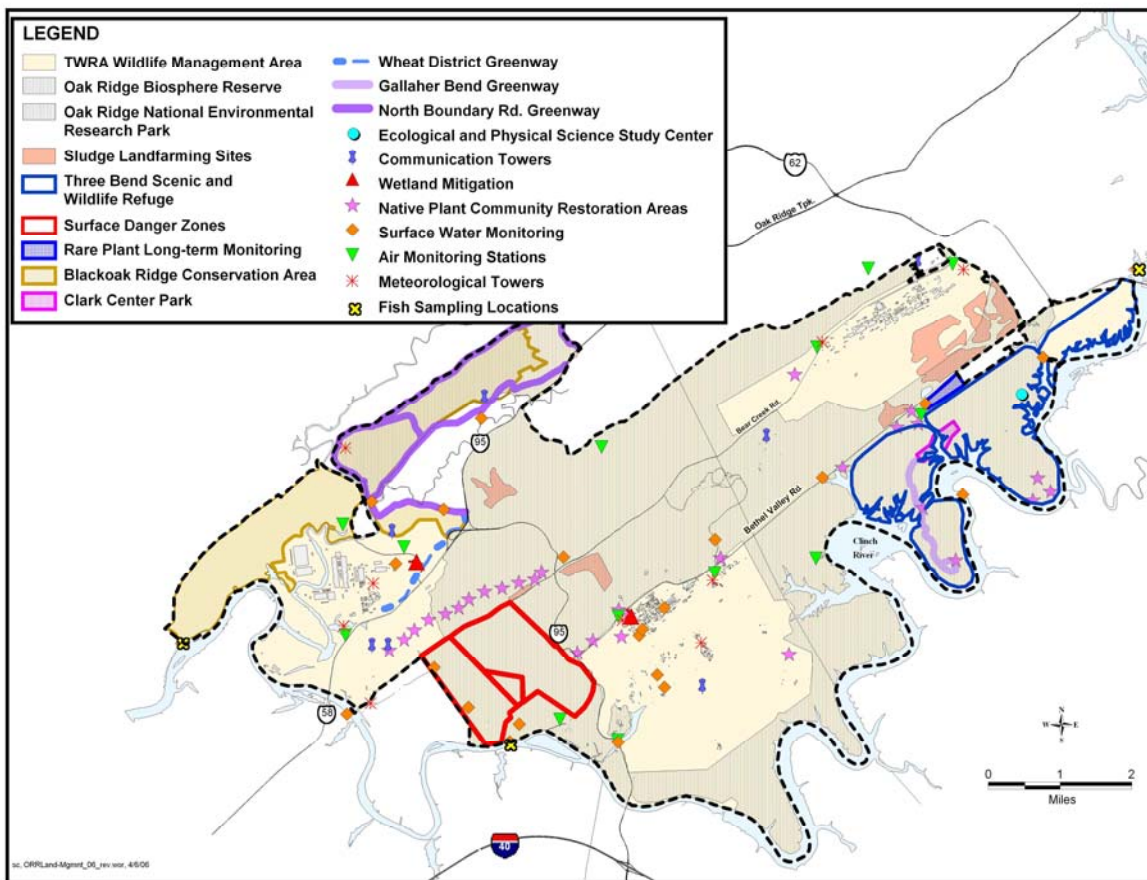 LEGEND
TWRA Wildlife Management Area
Oak Ridge Biosphere Reserve
Oak Ridge National Environmental
Research Park
Sludge Landfarming Sites
Three Bend Scenic and
Wildlife Refuge
Surface Danger Zones
Rare Plant Long-term Monitoring
Blackoak Ridge Conservation Area
Clark Center Park
Wheat District Greenway
Gallaher Bend Greenway
North Boundary Rd. Greenway
Ecological and Physical Science Study Center
Communication Towers
Wetland Mitigation
Native Plant Community Restoration Areas
Surface Water Monitoring
Air Monitoring Stations
Meteorological Towers
Fish Sampling Locations
62
Oak Ridge Tpk.
Bear Creek Rd.
95
Bethel Valley Rd.
Clinch
River
95
58
N
W E
S
0 1 2
Miles
40
sc, ORRLand-Mgmnt_06_rev.wor, 4/6/06